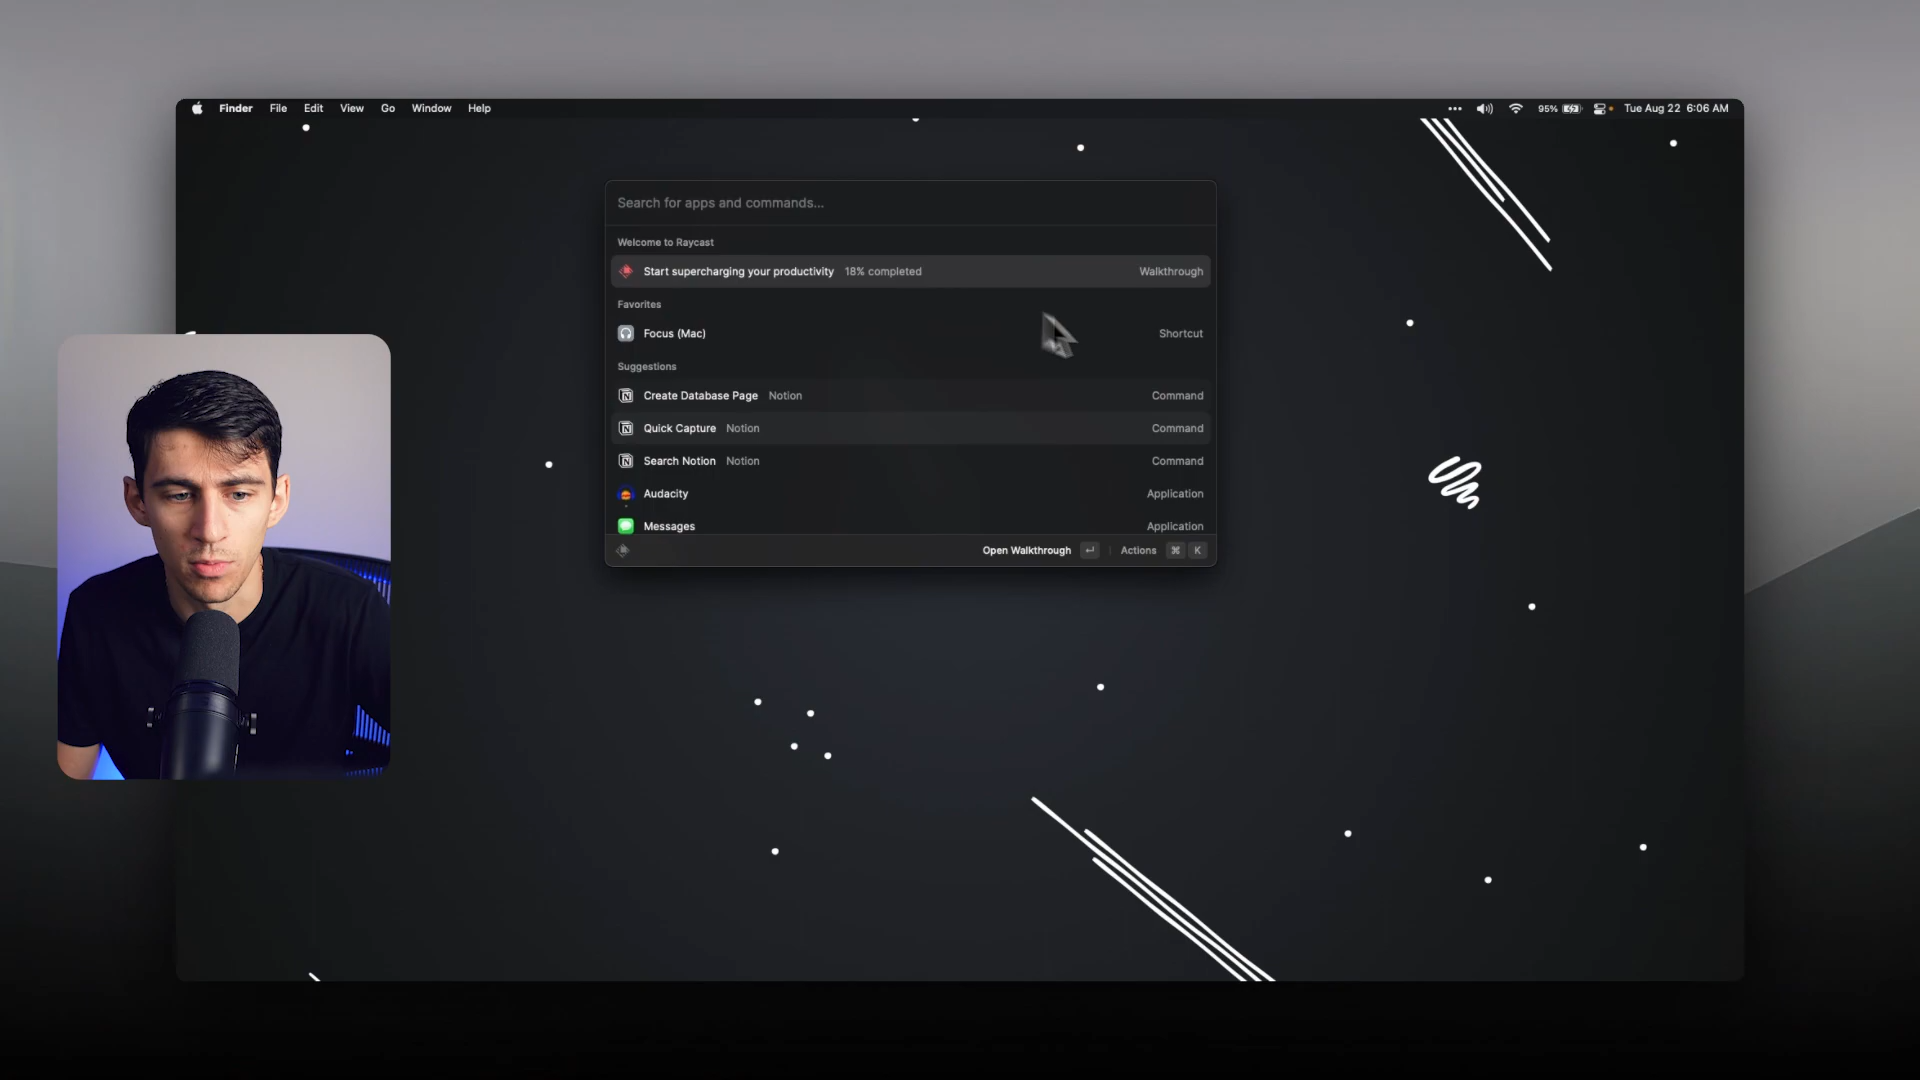 Finder File Edit View Go Window Help 95% Tue Aug 22 6:06 AM
Search for apps and commands...
Welcome to Raycast
Start supercharging your productivity 18% completed Walkthrough
Favorites
Focus (Mac) Shortcut
Suggestions
Create Database Page Notion Command
Quick Capture Notion Command
Search Notion Notion Command
Audacity Application
Messages Application
Open Walkthrough ↵ Actions ⌘ K